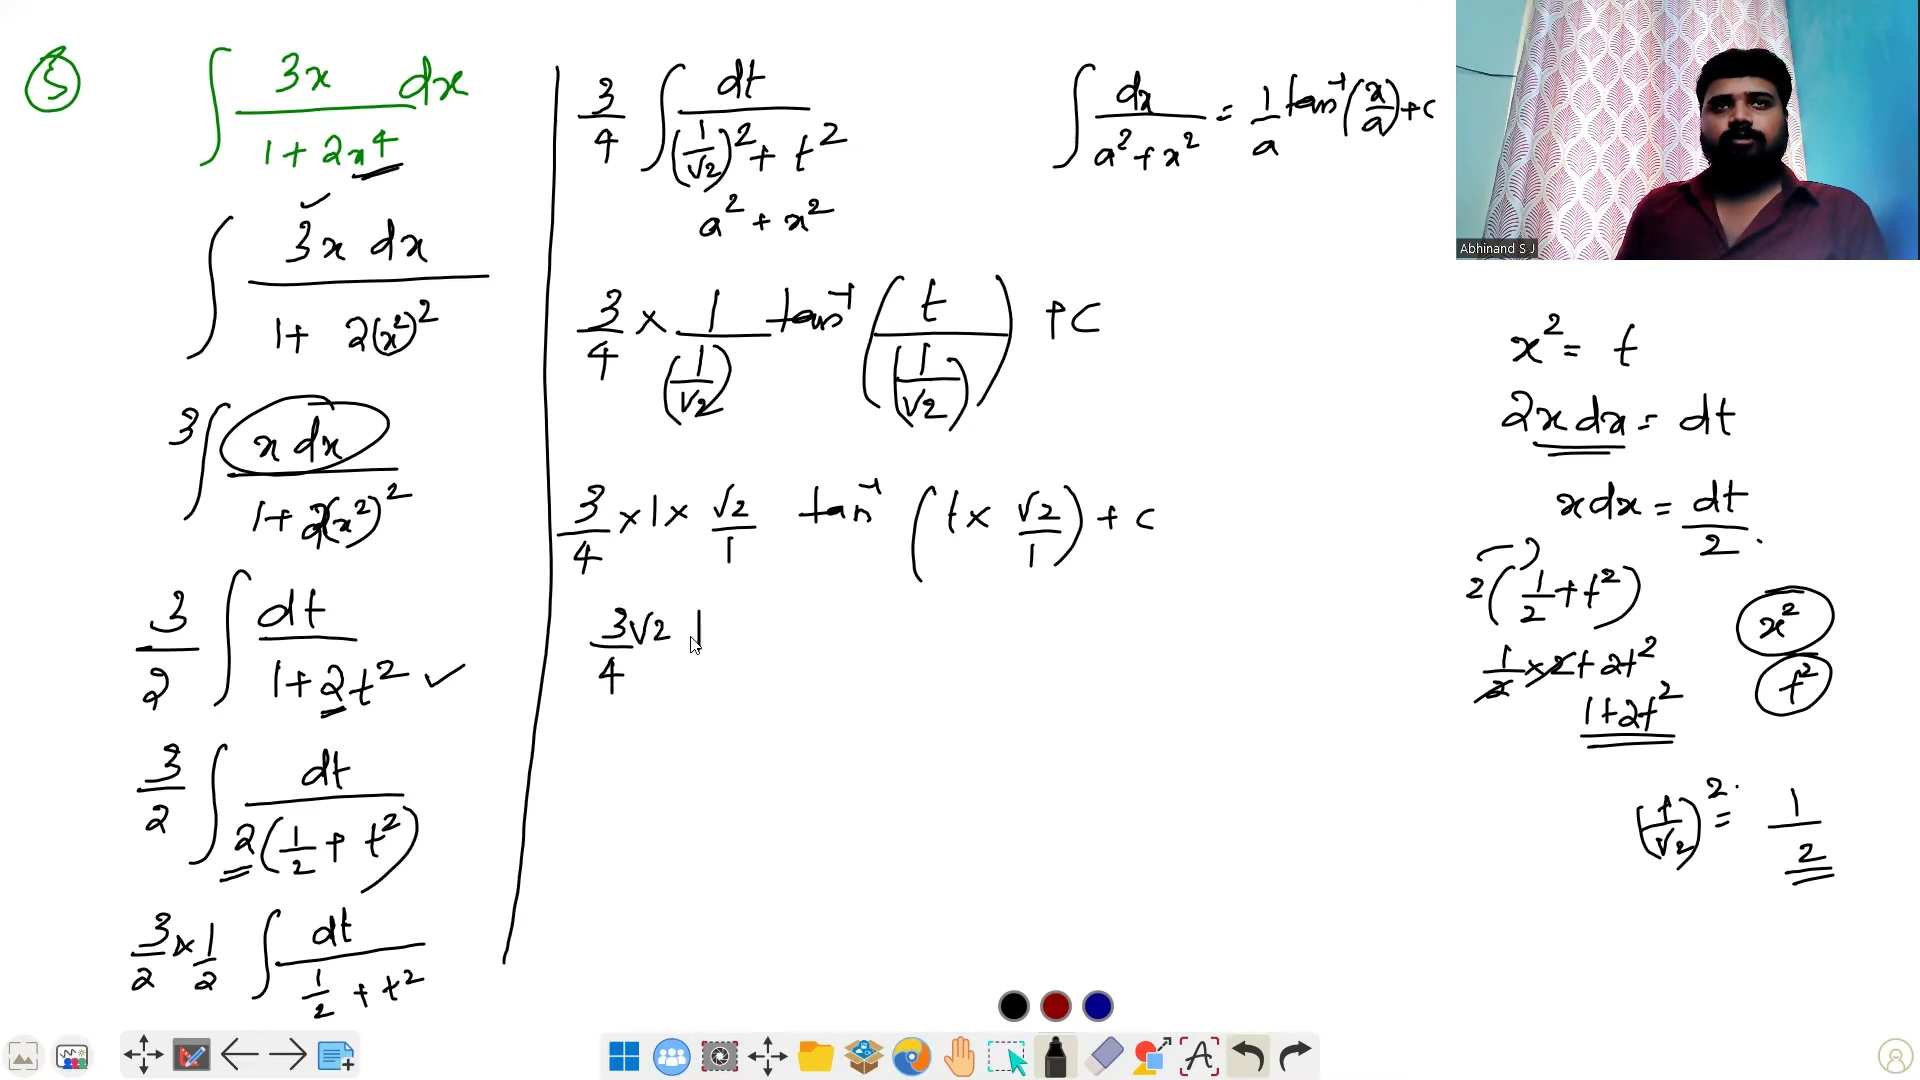 5
∫ 3x/(1 + 2x⁴) dx
∫ 3x dx/(1 + 2(x²)²)
3∫ x dx/(1 + 2(x²)²)
3/2 ∫ dt/(1 + 2t²) ✓
3/2 ∫ dt/(2(1/2 + t²))
3/2 × 1/2 ∫ dt/(1/2 + t²)
3/4 ∫ dt/((1/√2)² + t²)
a² + x²
3/4 × 1/(1/√2) tan⁻¹(t/(1/√2)) + C
3/4 × 1 × √2/1 tan⁻¹(t × √2/1) + c
3√2/4
∫ dx/(a² + x²) = 1/a tan⁻¹(x/a) + c
Abhinand S J
x² = t
2x dx = dt
x dx = dt/2.
2(1/2 + t²)
1/2 × 2 + 2t²
1 + 2t²
x²
t²
(1/√2)² = 1/2